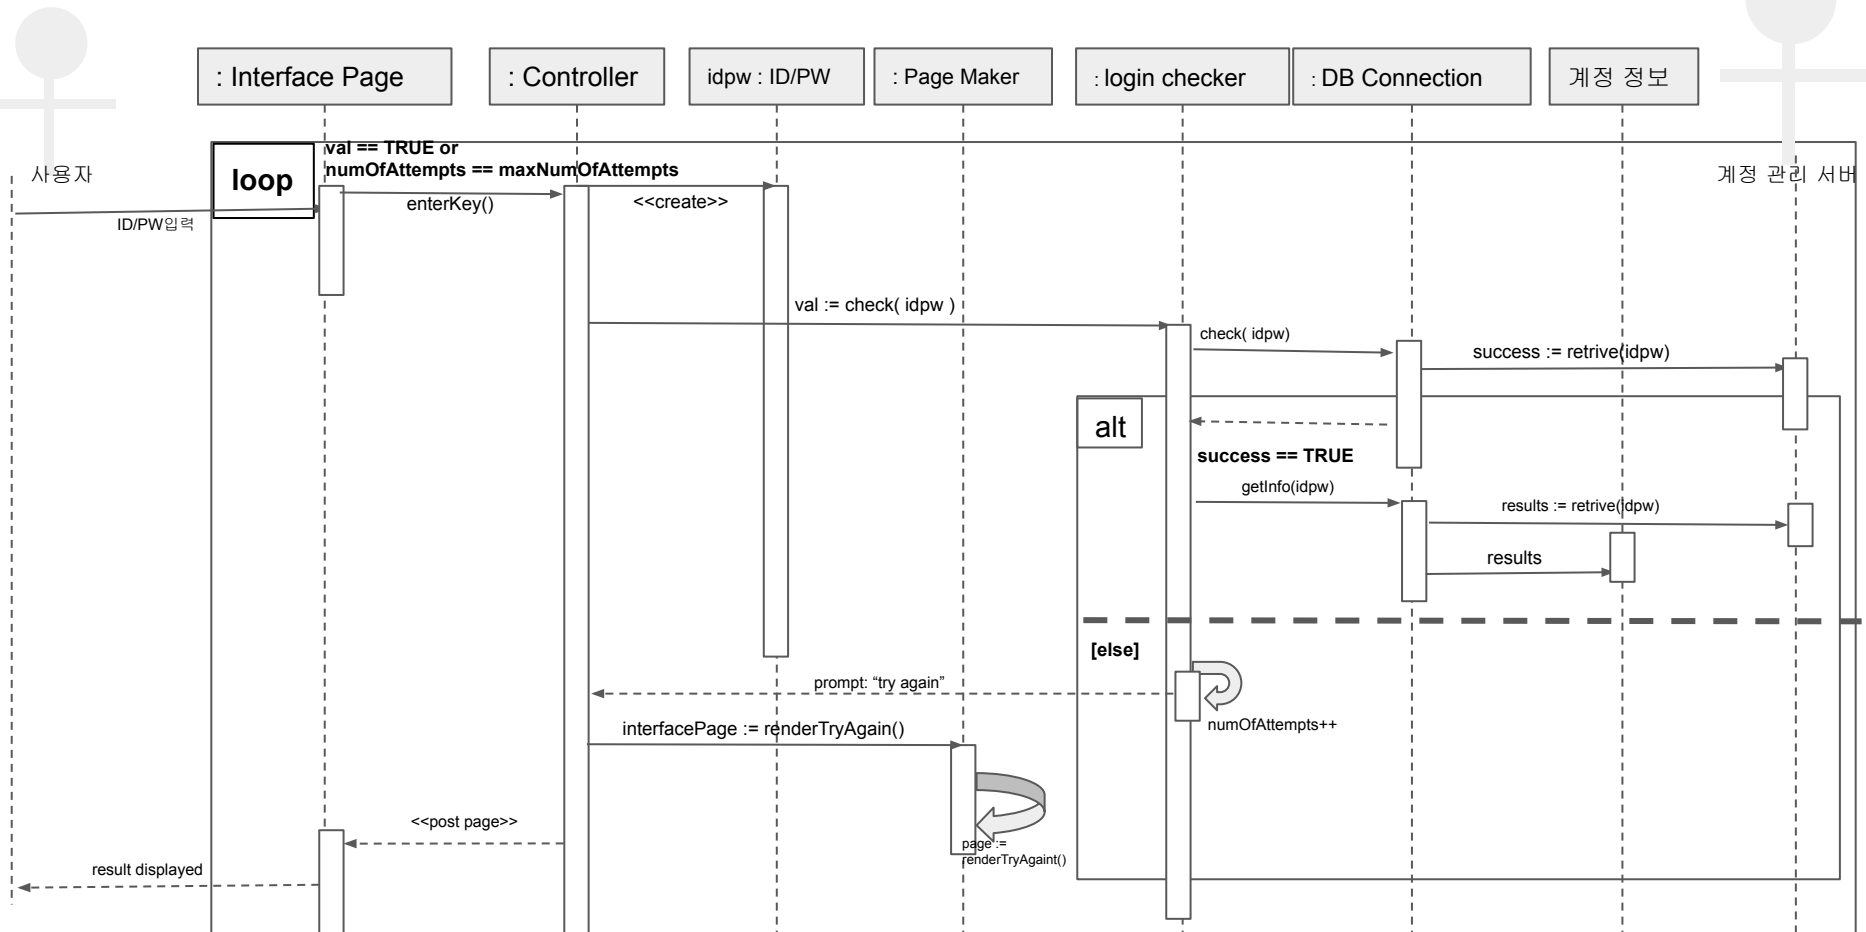 : Interface Page
: Controller
idpw : ID/PW
: Page Maker
: login checker
: DB Connection
계정 정보
loop
val == TRUE or
numOfAttempts == maxNumOfAttempts
사용자
계정 관리 서버
enterKey()
<<create>>
ID/PW입력
val := check( idpw )
check( idpw)
success := retrive(idpw)
alt
success == TRUE
getInfo(idpw)
results := retrive(idpw)
results
[else]
prompt: “try again”
numOfAttempts++
interfacePage := renderTryAgain()
<<post page>>
page :=
renderTryAgaint()
result displayed